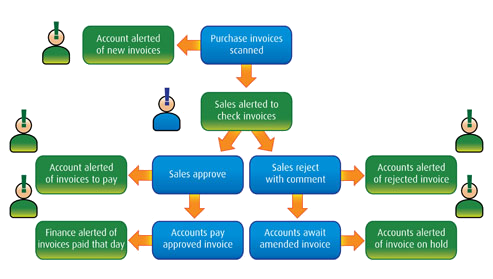 Account alerted
of new invoices
Purchase invoices
scanned
Sales alerted to
check invoices
Account alerted
of invoices to pay
Sales approve
Sales reject
with comment
Accounts alerted
of rejected invoice
Finance alerted of
invoices paid that day
Accounts pay
approved invoice
Accounts await
amended invoice
Accounts alerted
of invoice on hold